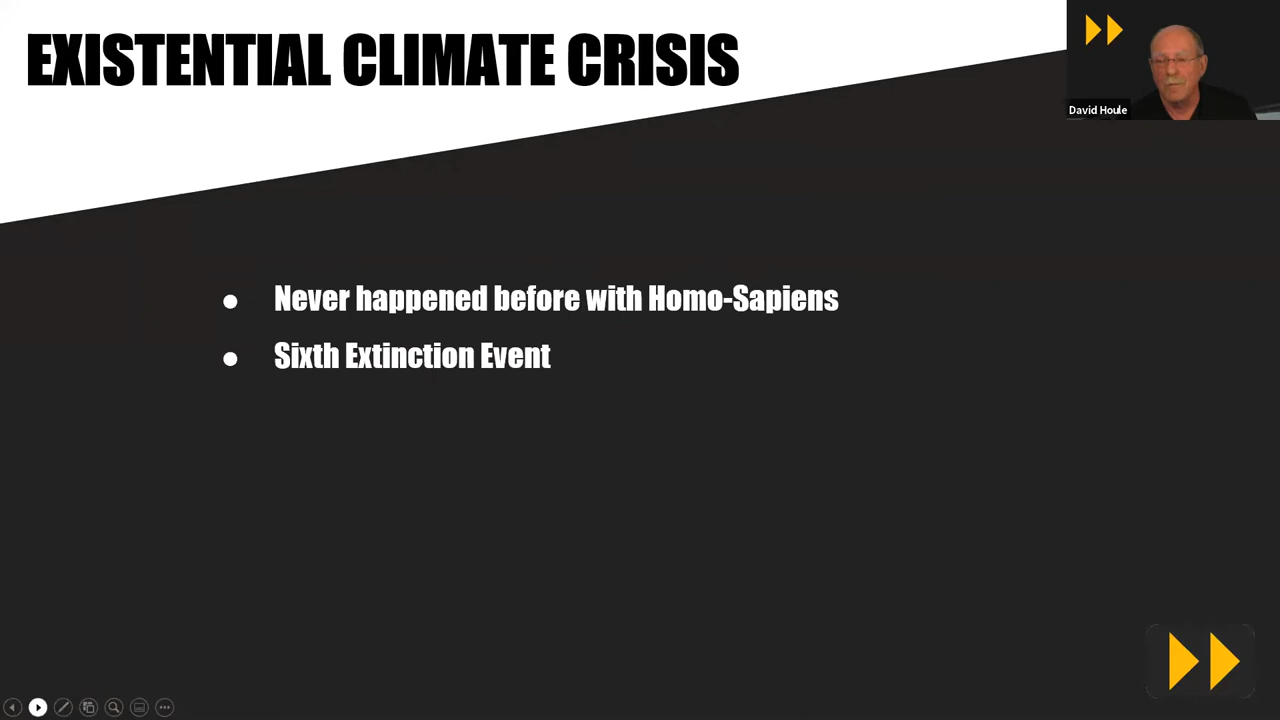 EXISTENTIAL CLIMATE CRISIS
David Houle
● Never happened before with Homo-Sapiens
● Sixth Extinction Event